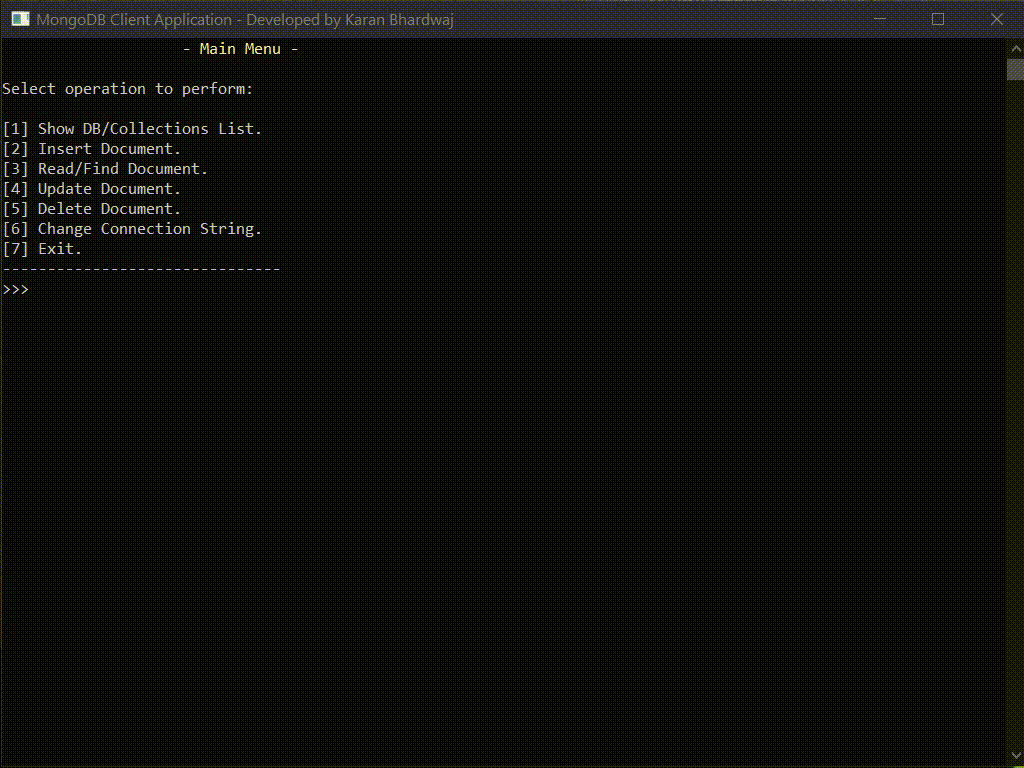 MongoDB Client Application - Developed by Karan Bhardwaj
- Main Menu -
Select operation to perform:
[1] Show DB/Collections List.
[2] Insert Document.
[3] Read/Find Document.
[4] Update Document.
[5] Delete Document.
[6] Change Connection String.
[7] Exit.
-------------------------------
>>>